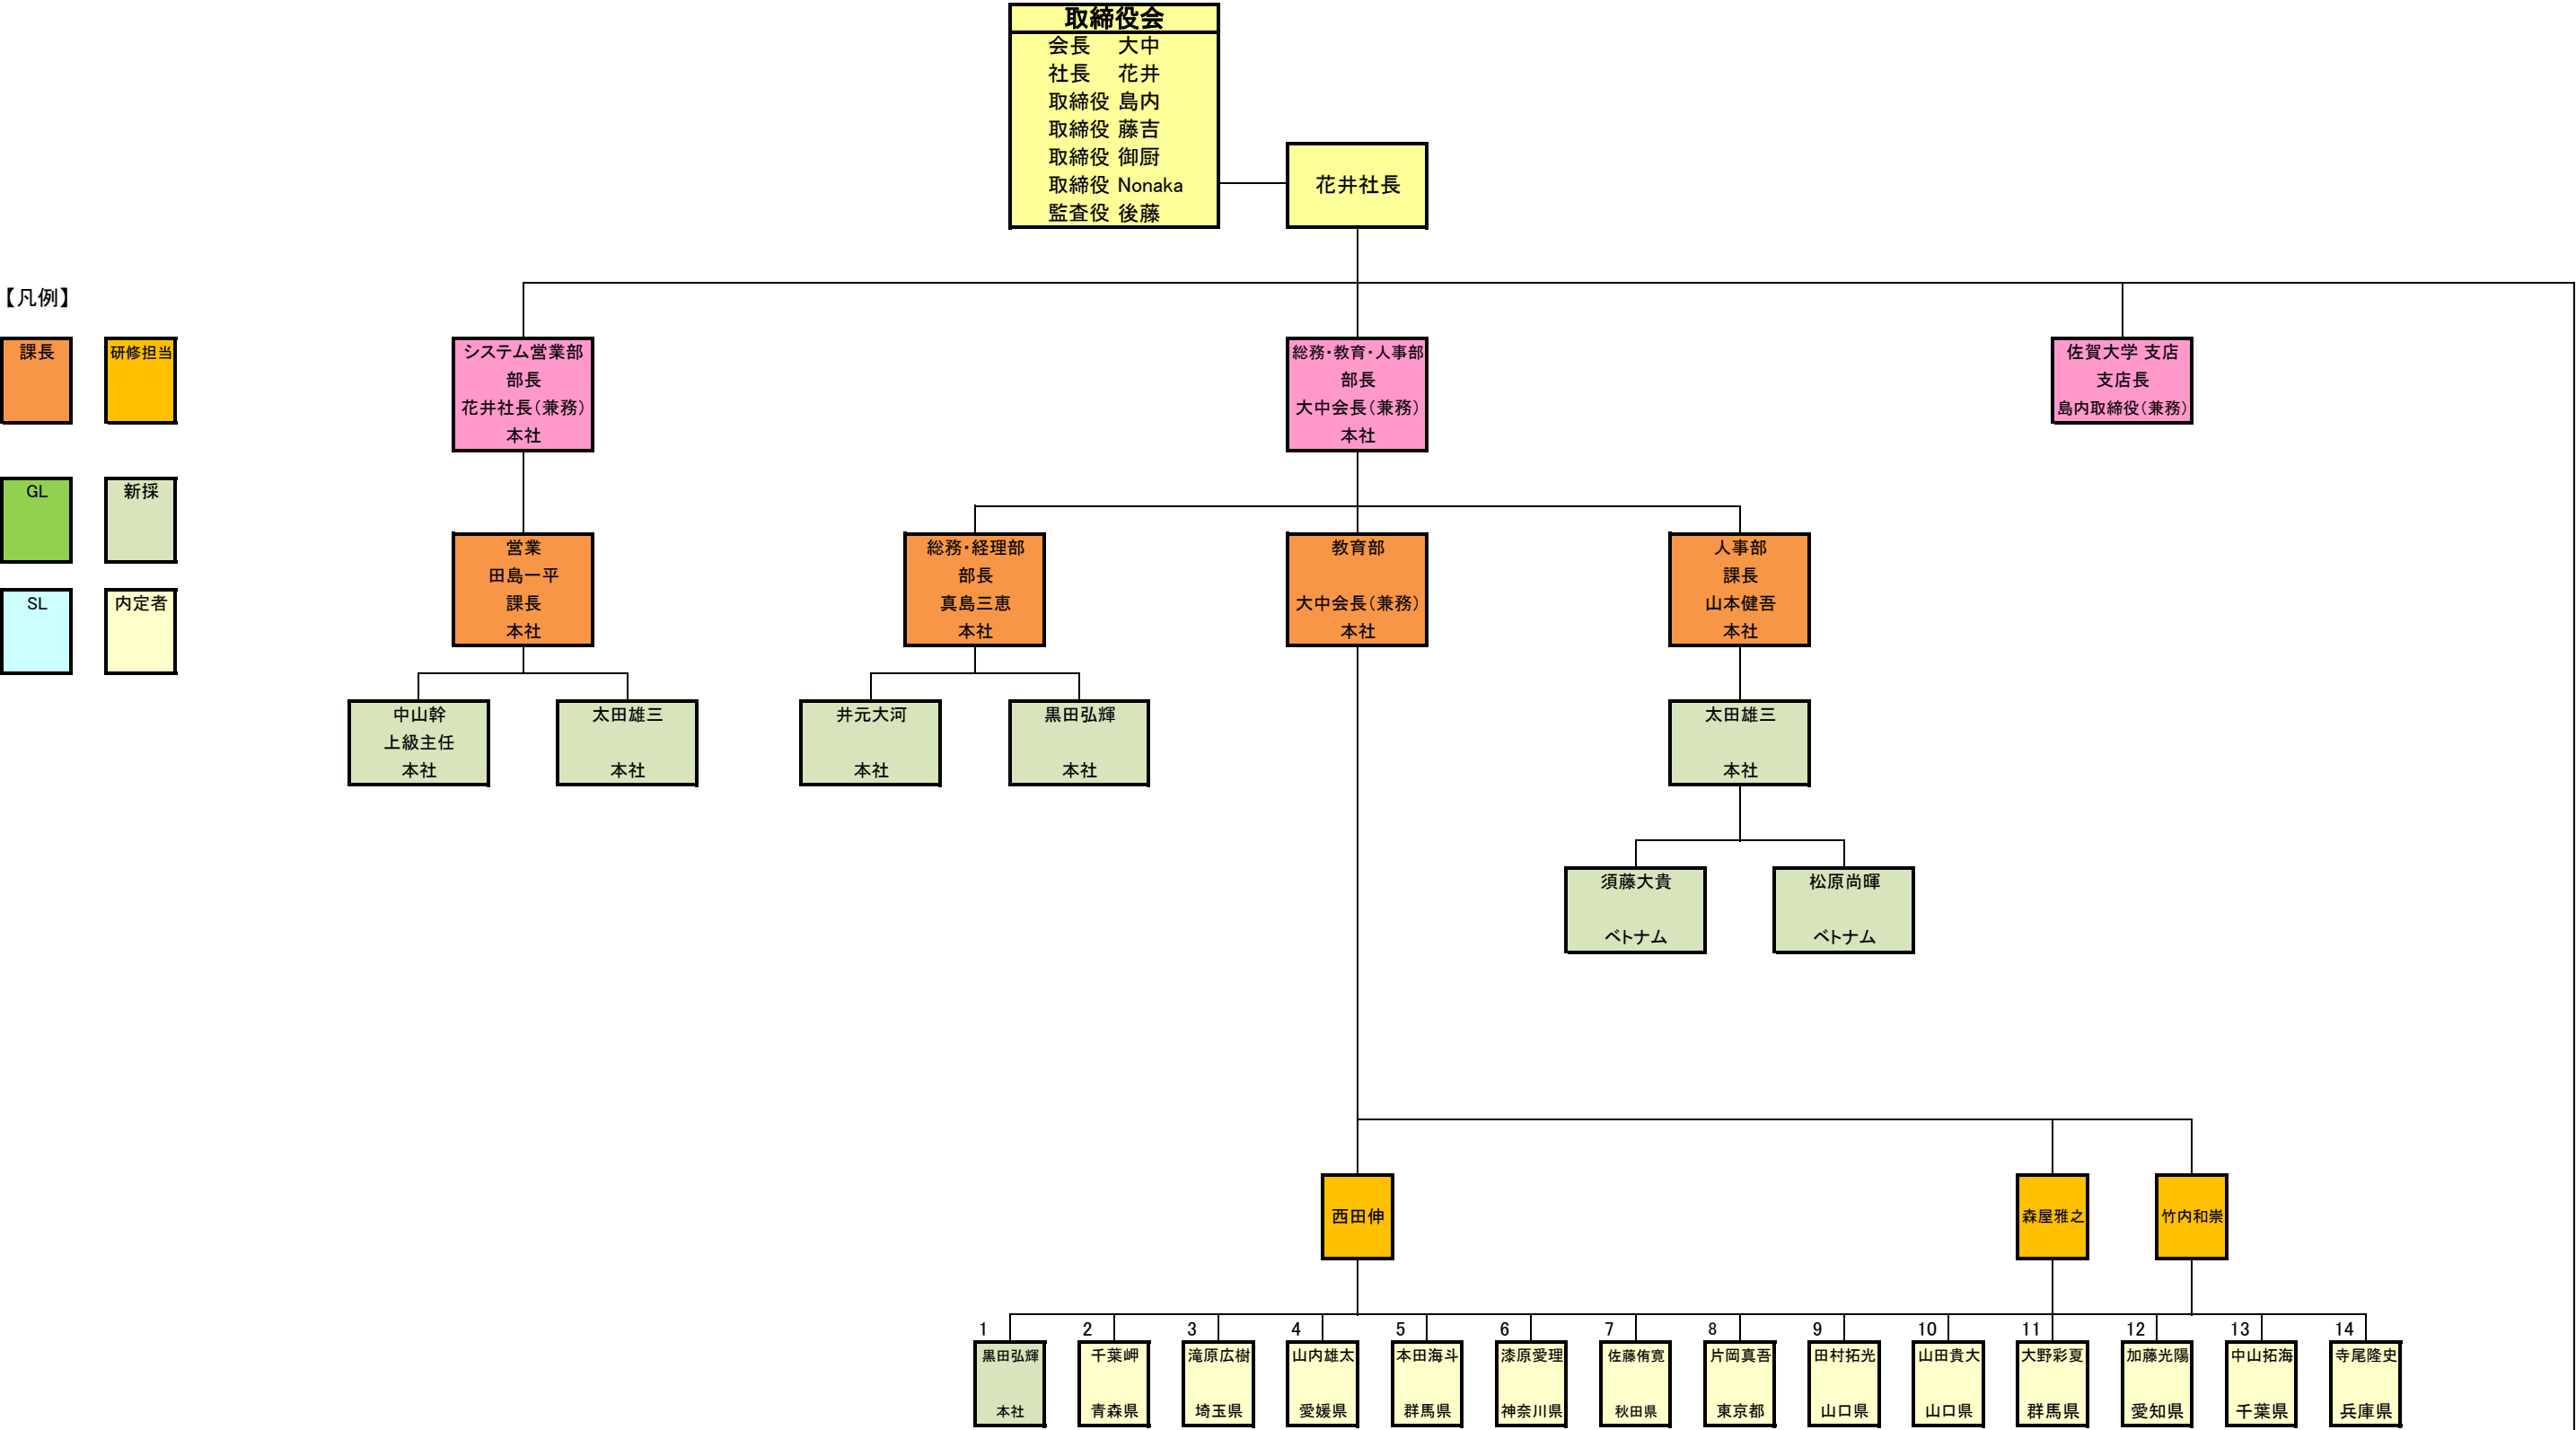 取締役会
会長 大中
社長 花井
取締役 島内
取締役 藤吉
取締役 御厨
取締役 Nonaka
監査役 後藤
花井社長
【凡例】
課長
研修担当
GL
新採
SL
内定者
システム営業部
部長
花井社長(兼務)
本社
総務・教育・人事部
部長
大中会長(兼務)
本社
佐賀大学 支店
支店長
島内取締役(兼務)
営業
田島一平
課長
本社
総務・経理部
部長
真島三恵
本社
教育部
大中会長(兼務)
本社
人事部
課長
山本健吾
本社
中山幹
上級主任
本社
太田雄三
本社
井元大河
本社
黒田弘輝
本社
太田雄三
本社
須藤大貴
ベトナム
松原尚暉
ベトナム
西田伸
森屋雅之
竹内和崇
1
黒田弘輝
本社
2
千葉岬
青森県
3
滝原広樹
埼玉県
4
山内雄太
愛媛県
5
本田海斗
群馬県
6
漆原愛理
神奈川県
7
佐藤侑寛
秋田県
8
片岡真吾
東京都
9
田村拓光
山口県
10
山田貴大
山口県
11
大野彩夏
群馬県
12
加藤光陽
愛知県
13
中山拓海
千葉県
14
寺尾隆史
兵庫県